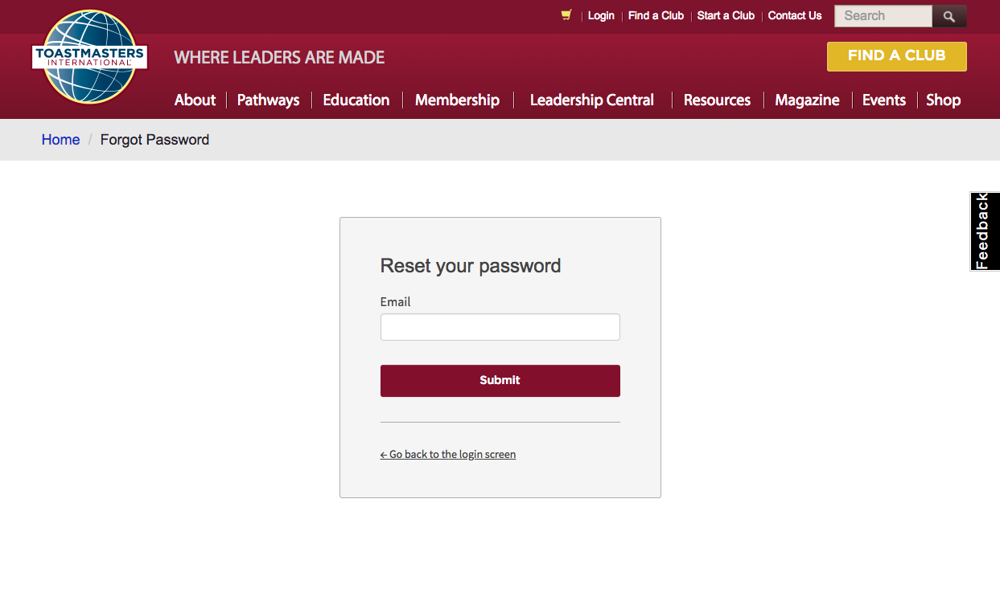 Login
Find a Club
Start a Club
Contact Us
Search
TOASTMASTERS
INTERNATIONAL
WHERE LEADERS ARE MADE
FIND A CLUB
About
Pathways
Education
Membership
Leadership Central
Resources
Magazine
Events
Shop
Home / Forgot Password
Feedback
Reset your password
Email
Submit
← Go back to the login screen